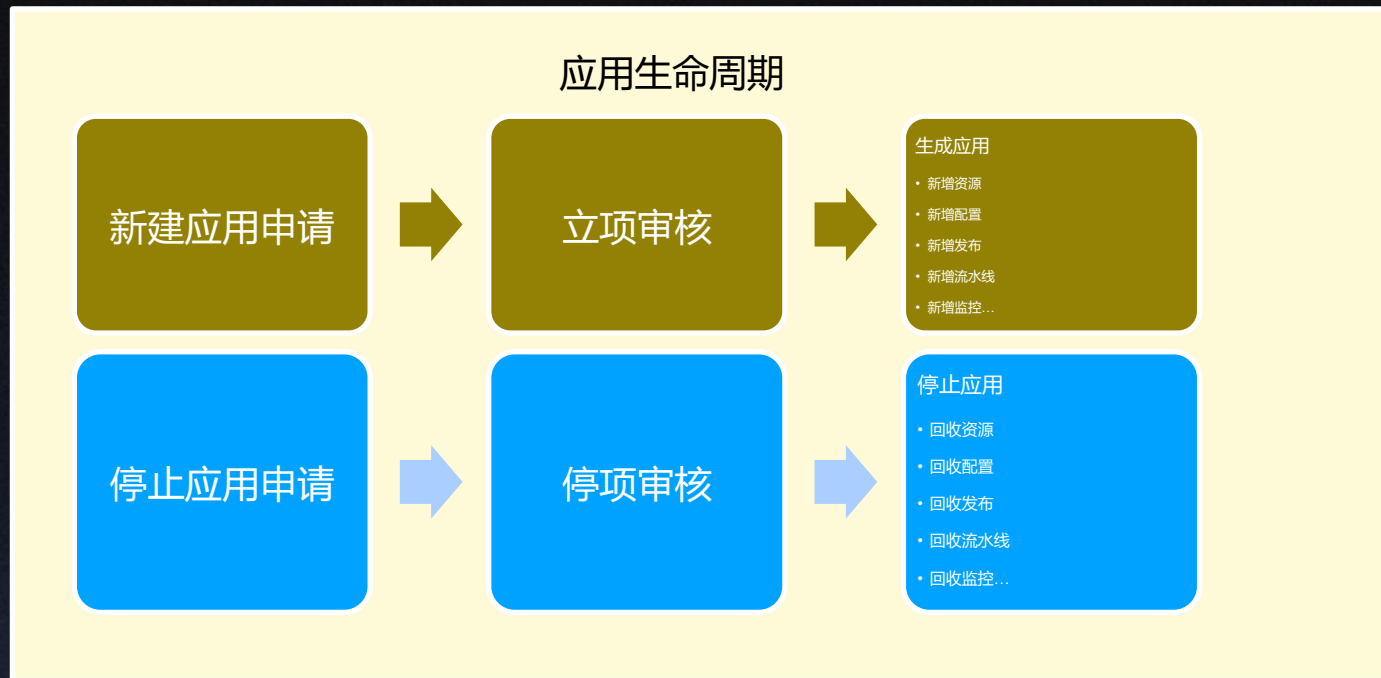 应用生命周期
新建应用申请
立项审核
生成应用
• 新增资源
• 新增配置
• 新增发布
• 新增流水线
• 新增监控…
停止应用申请
停项审核
停止应用
• 回收资源
• 回收配置
• 回收发布
• 回收流水线
• 回收监控…